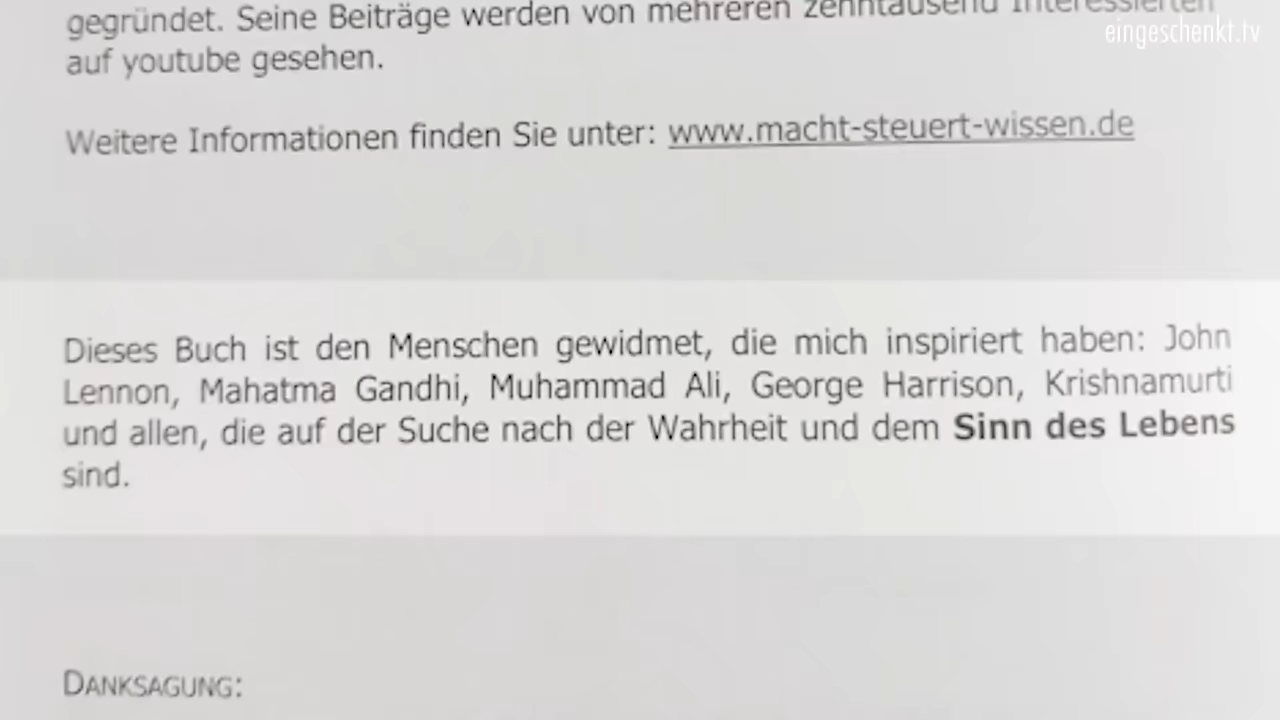 gegründet. Seine Beiträge werden von mehreren zehntausend Interessierten
eingeschenkt.tv
auf youtube gesehen.
Weitere Informationen finden Sie unter: www.macht-steuert-wissen.de
Dieses Buch ist den Menschen gewidmet, die mich inspiriert haben: John
Lennon, Mahatma Gandhi, Muhammad Ali, George Harrison, Krishnamurti
und allen, die auf der Suche nach der Wahrheit und dem Sinn des Lebens
sind.
DANKSAGUNG: